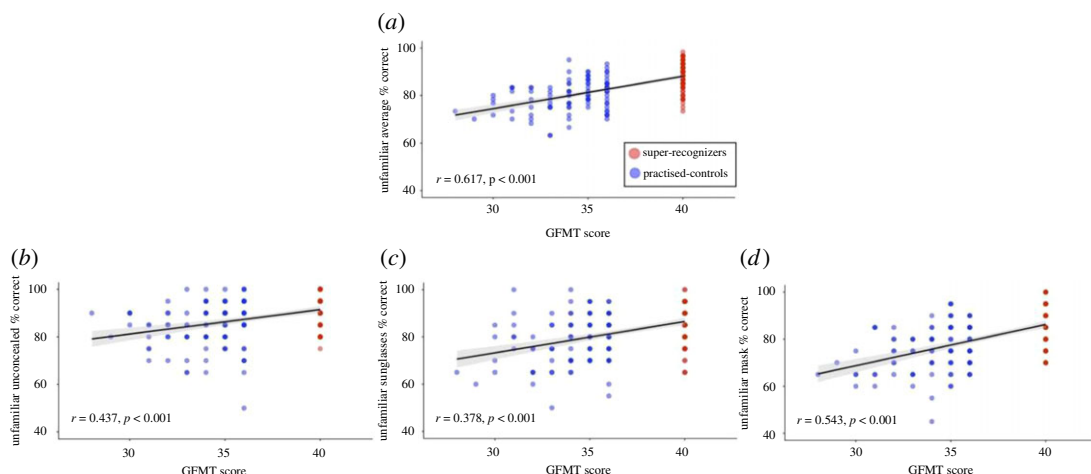 (a)
unfamiliar average % correct
100
80
60
40
r = 0.617, p < 0.001
super-recognizers
practised-controls
30 35 40
GFMT score
(b)
unfamiliar unconcealed % correct
100
80
60
40
r = 0.437, p < 0.001
30 35 40
GFMT score
(c)
unfamiliar sunglasses % correct
100
80
60
40
r = 0.378, p < 0.001
30 35 40
GFMT score
(d)
unfamiliar mask % correct
100
80
60
40
r = 0.543, p < 0.001
30 35 40
GFMT score